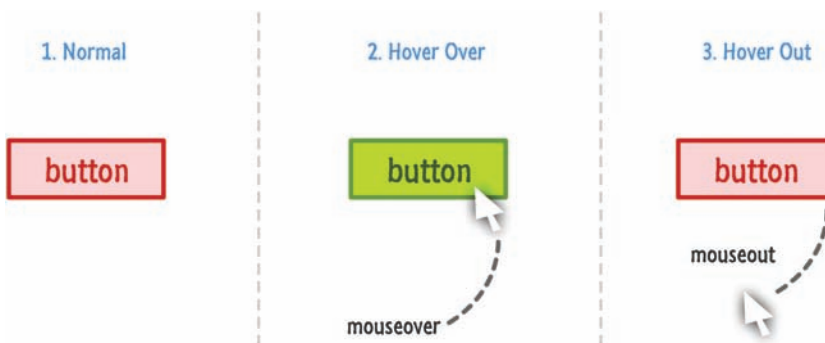 1. Normal
2. Hover Over
3. Hover Out
button
button
button
mouseout
mouseover